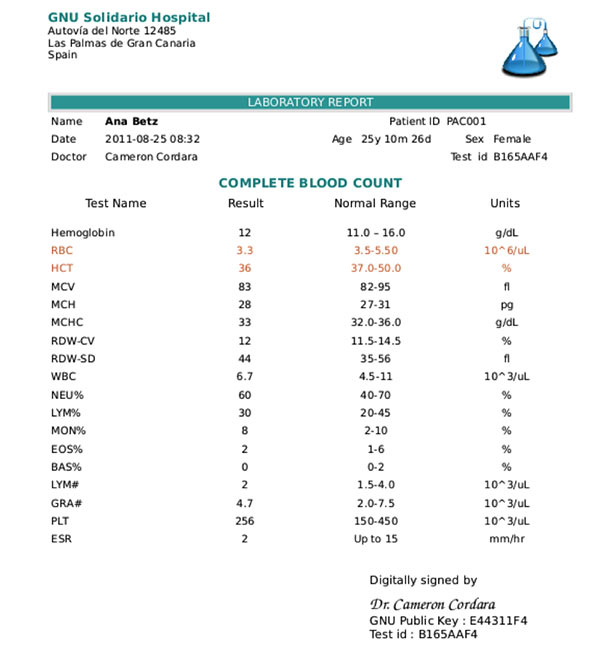 GNU Solidario Hospital
Autovía del Norte 12485
Las Palmas de Gran Canaria
Spain
LABORATORY REPORT
Name Ana Betz Patient ID PAC001
Date 2011-08-25 08:32 Age 25y 10m 26d Sex Female
Doctor Cameron Cordara Test id B165AAF4
COMPLETE BLOOD COUNT
Test Name Result Normal Range Units
Hemoglobin 12 11.0 – 16.0 g/dL
RBC 3.3 3.5-5.50 10^6/uL
HCT 36 37.0-50.0 %
MCV 83 82-95 fl
MCH 28 27-31 pg
MCHC 33 32.0-36.0 g/dL
RDW-CV 12 11.5-14.5 %
RDW-SD 44 35-56 fl
WBC 6.7 4.5-11 10^3/uL
NEU% 60 40-70 %
LYM% 30 20-45 %
MON% 8 2-10 %
EOS% 2 1-6 %
BAS% 0 0-2 %
LYM# 2 1.5-4.0 10^3/uL
GRA# 4.7 2.0-7.5 10^3/uL
PLT 256 150-450 10^3/uL
ESR 2 Up to 15 mm/hr
Digitally signed by
Dr. Cameron Cordara
GNU Public Key : E44311F4
Test id : B165AAF4